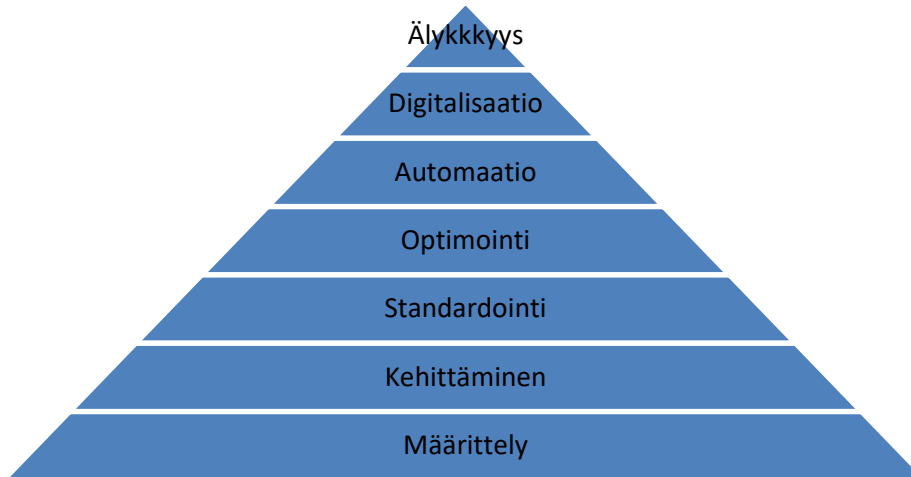 Älykkkyys
Digitalisaatio
Automaatio
Optimointi
Standardointi
Kehittäminen
Määrittely